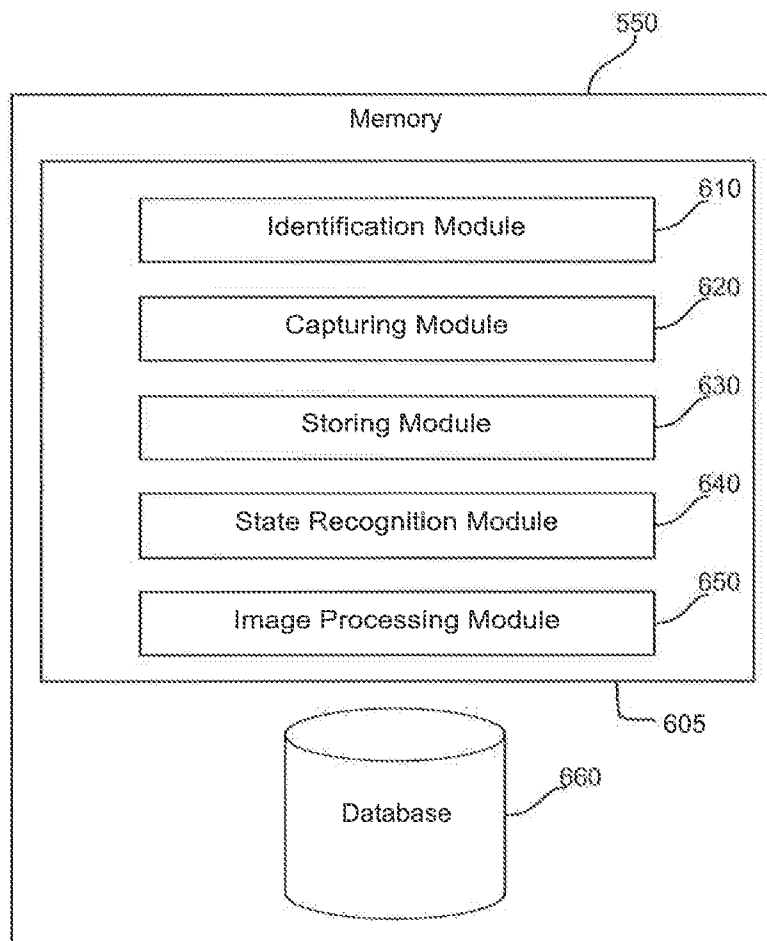 550
Memory
610
Identification Module
620
Capturing Module
630
Storing Module
640
State Recognition Module
650
Image Processing Module
605
660
Database